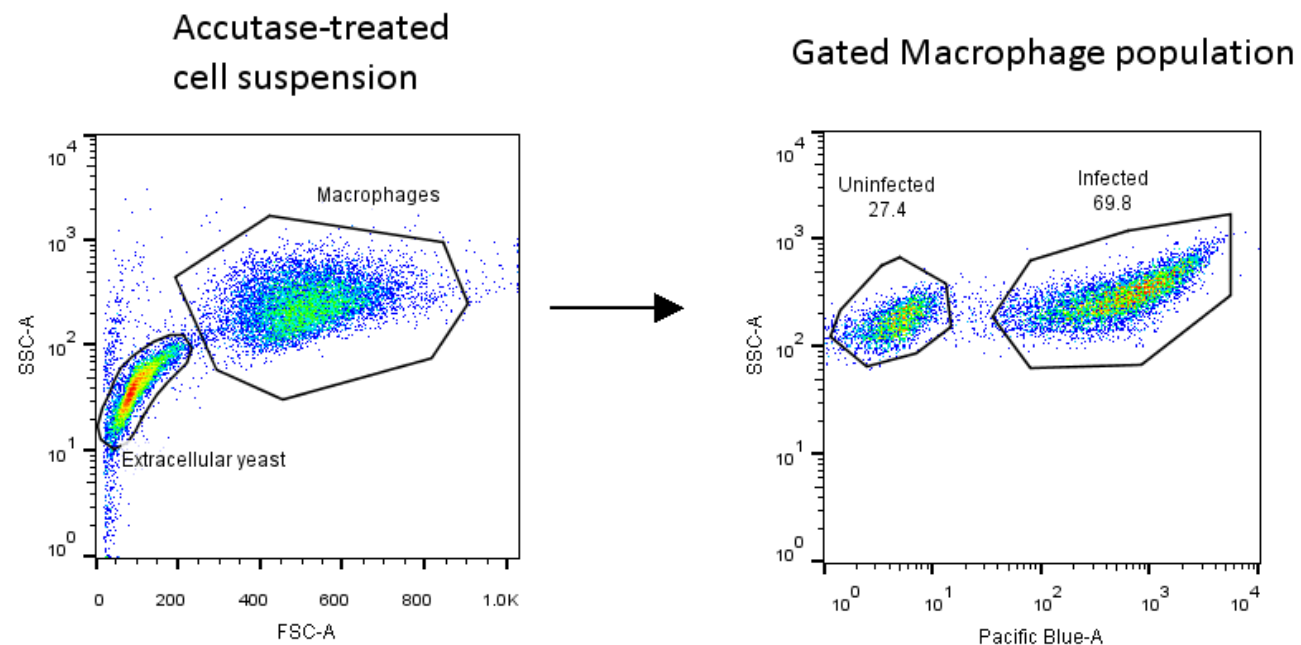 Accutase-treated
cell suspension
Gated Macrophage population
10^4
10^3
10^2
10^1
10^0
SSC-A
Macrophages
Extracellular yeast
0 200 400 600 800 1.0K
FSC-A
10^4
10^3
10^2
10^1
10^0
SSC-A
Uninfected
27.4
Infected
69.8
10^0 10^1 10^2 10^3 10^4
Pacific Blue-A